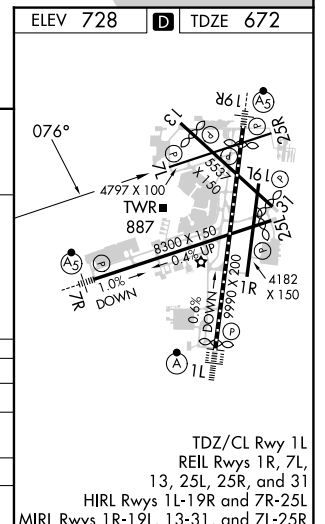 ELEV 728
D
TDZE 672
19R
A5
13
P
P
25R
P
076°
7L
P
5537
X 150
19L
4797 X 100
TWR
887
P
8300 X 150
25L
31
A5
P
0.4% UP
1.0%
DOWN
7R
1R
4182
X 150
9990 X 200
0.6% DOWN
P
A
1L
TDZ/CL Rwy 1L
REIL Rwys 1R, 7L,
13, 25L, 25R, and 31
HIRL Rwys 1L-19R and 7R-25L
MIRL Rwys 1R-19L, 13-31, and 7L-25R